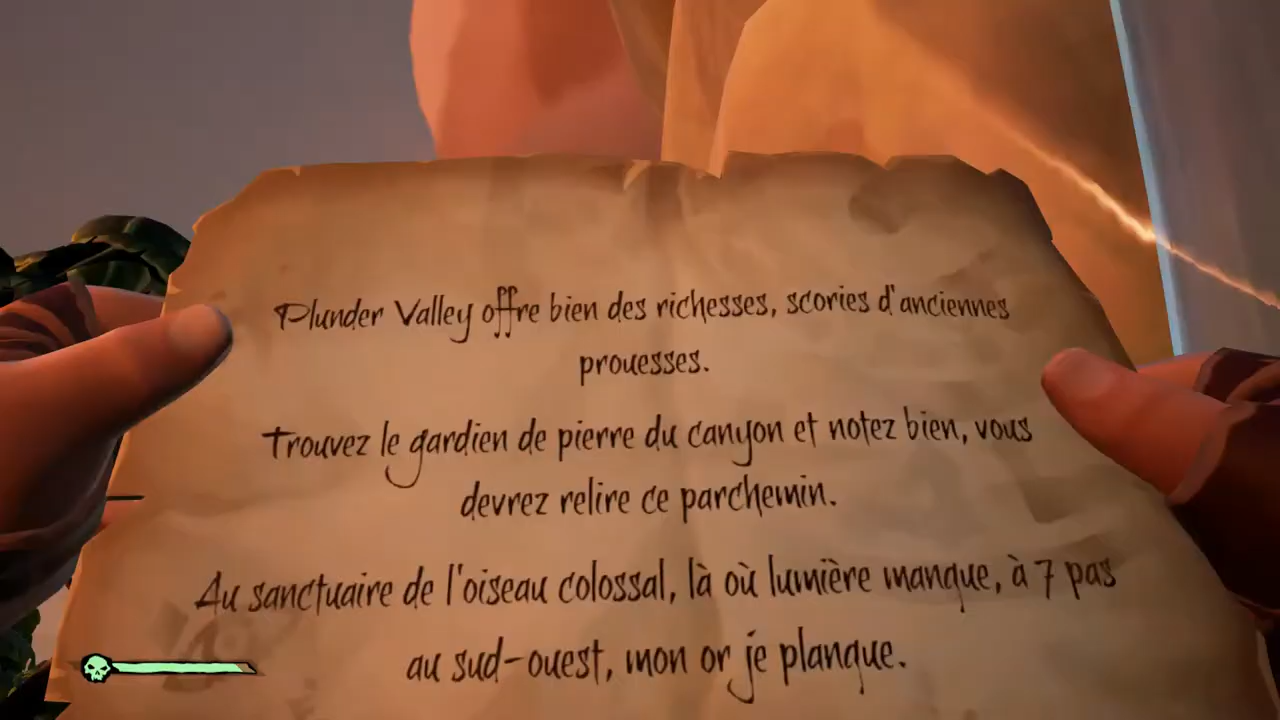 Plunder Valley offre bien des richesses, scories d'anciennes
prouesses.
Trouvez le gardien de pierre du canyon et notez bien, vous
devrez relire ce parchemin.
Au sanctuaire de l'oiseau colossal, là où lumière manque, à 7 pas
au sud-ouest, mon or je planque.